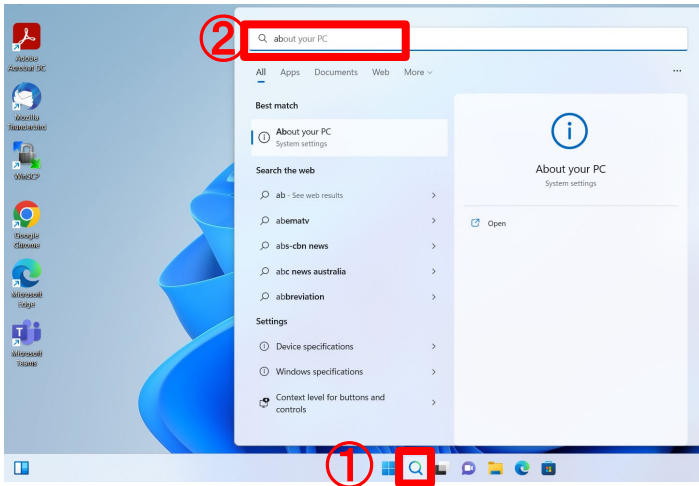 ②
about your PC
All Apps Documents Web More
Best match
About your PC
System settings
Search the web
ab - See web results
abematv
abs-cbn news
abc news australia
abbreviation
Settings
Device specifications
Windows specifications
Context level for buttons and
controls
About your PC
System settings
Open
Adobe
Acrobat DC
Mozilla
Thunderbird
WinSCP
Google
Chrome
Microsoft
Edge
Microsoft
Teams
①